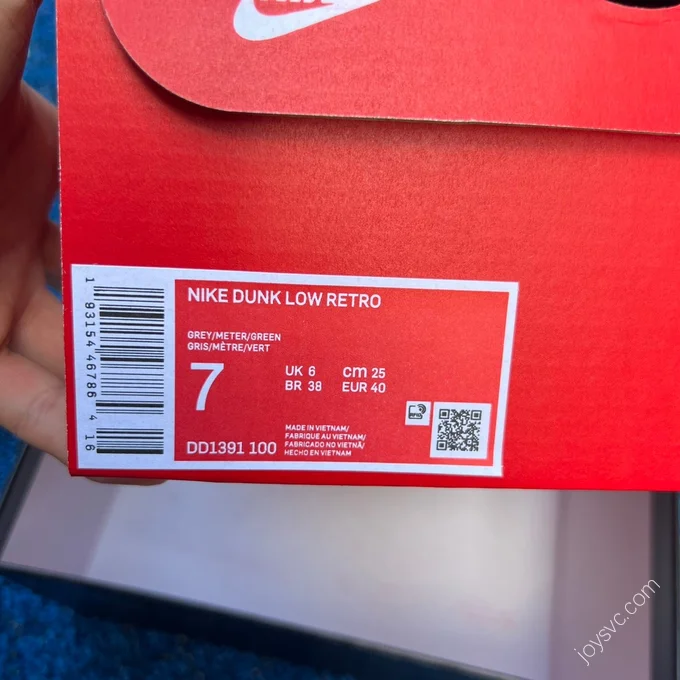 NIKE DUNK LOW RETRO
GREY/METER/GREEN
GRIS/MÈTRE/VERT
7
UK 6 cm 25
BR 38 EUR 40
DD1391 100
MADE IN VIETNAM/
FABRIQUE AU VIETNAM/
FABRICADO NO VIETNÃ/
HECHO EN VIETNAM
1 93154 46786 4 16
joysvc.com